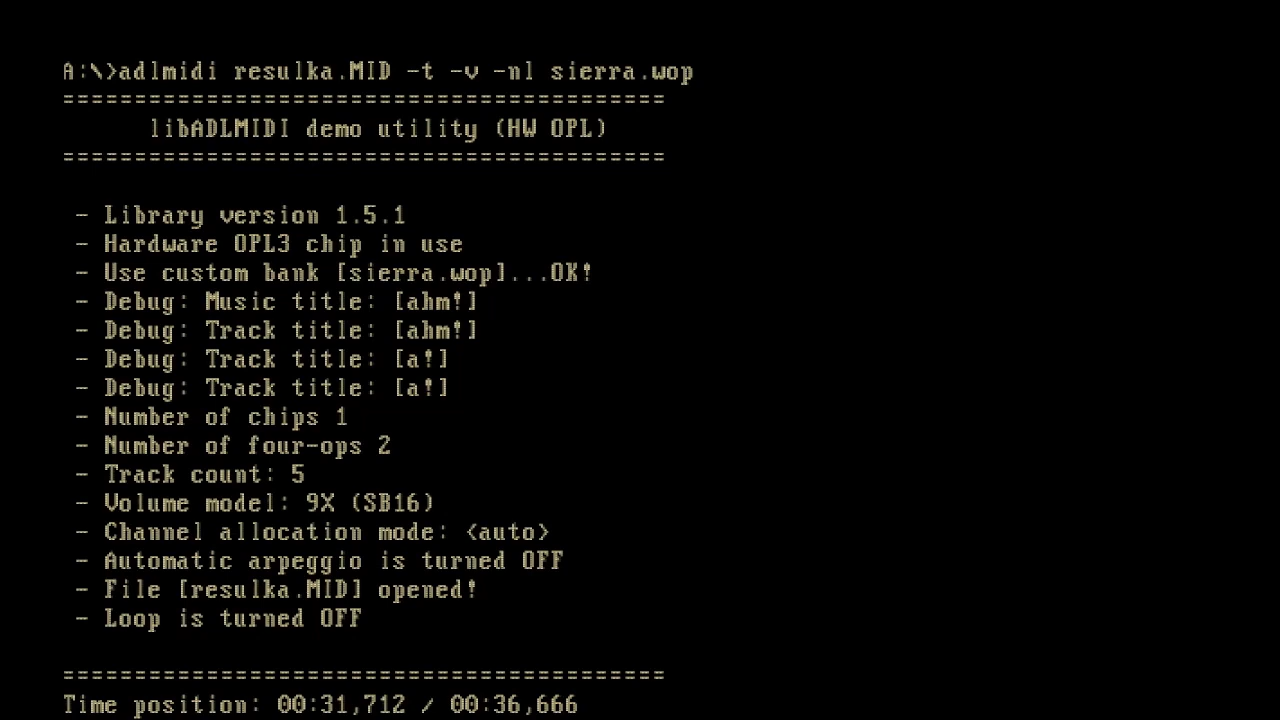 A:\>adlmidi resulka.MID -t -v -nl sierra.wop
==========================================
libADLMIDI demo utility (HW OPL)
==========================================
- Library version 1.5.1
- Hardware OPL3 chip in use
- Use custom bank [sierra.wop]...OK!
- Debug: Music title: [ahm!]
- Debug: Track title: [ahm!]
- Debug: Track title: [a!]
- Debug: Track title: [a!]
- Number of chips 1
- Number of four-ops 2
- Track count: 5
- Volume model: 9X (SB16)
- Channel allocation mode: <auto>
- Automatic arpeggio is turned OFF
- File [resulka.MID] opened!
- Loop is turned OFF
==========================================
Time position: 00:31,712 / 00:36,666